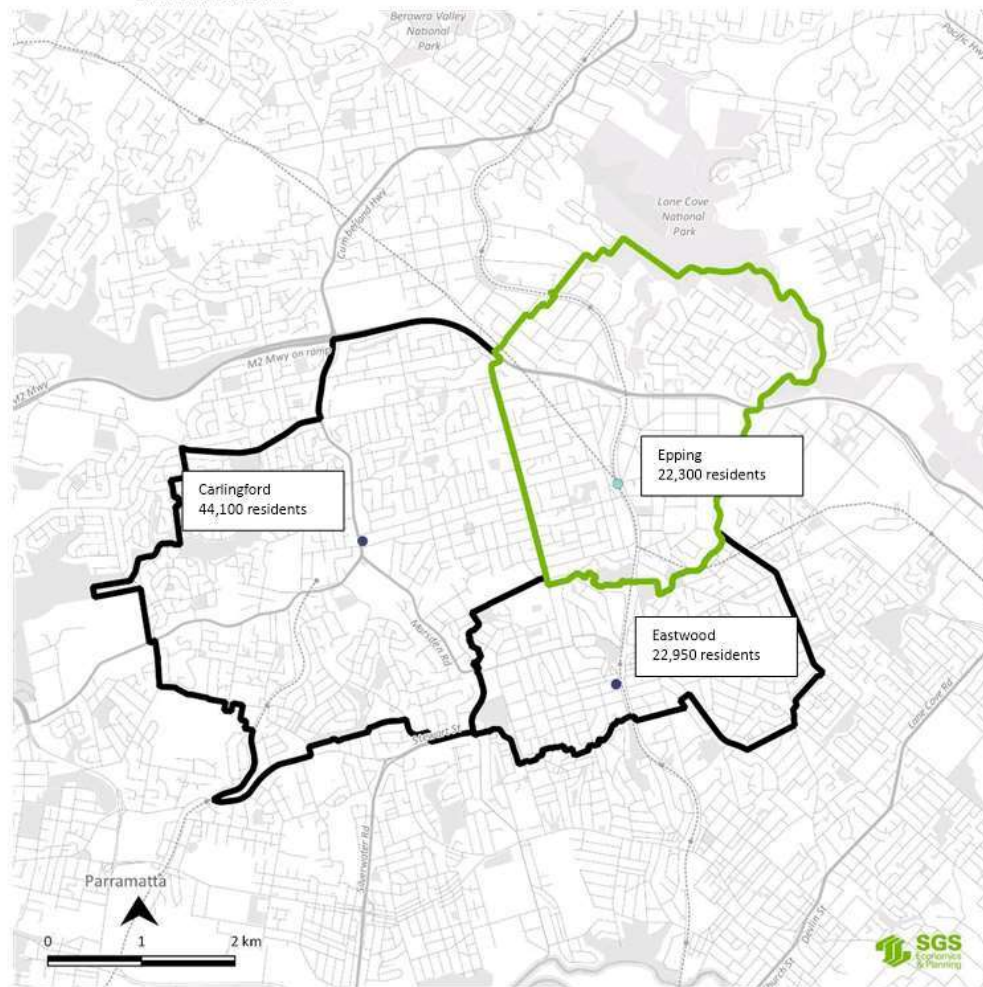 Berowra Valley
National
Park
Pacific Hwy
Cumberland Hwy
Lane Cove
National
Park
M2 Mwy on ramp
M2 Mwy
Epping
22,300 residents
Carlingford
44,100 residents
Marsden Rd
Eastwood
22,950 residents
Lane Cove Rd
Stewart St
Silverwater Rd
Parramatta
Devlin St
Church St
0 1 2 km
SGS
Economics
& Planning